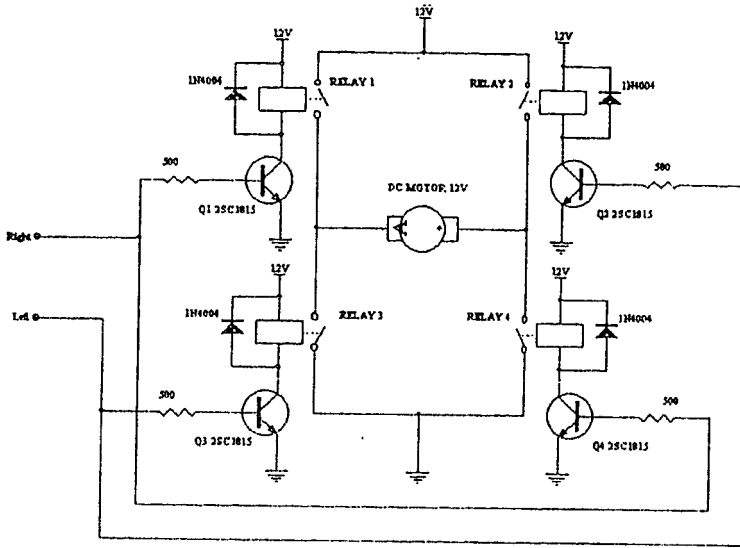 12V
12V
12V
1N4004
RELAY 1
RELAY 2
1N4004
500
500
DC MOTOR, 12V
Q1 2SC1815
Q2 2SC1815
Right
12V
12V
Left
1N4004
RELAY 3
RELAY 4
1N4004
500
500
Q3 2SC1815
Q4 2SC1815